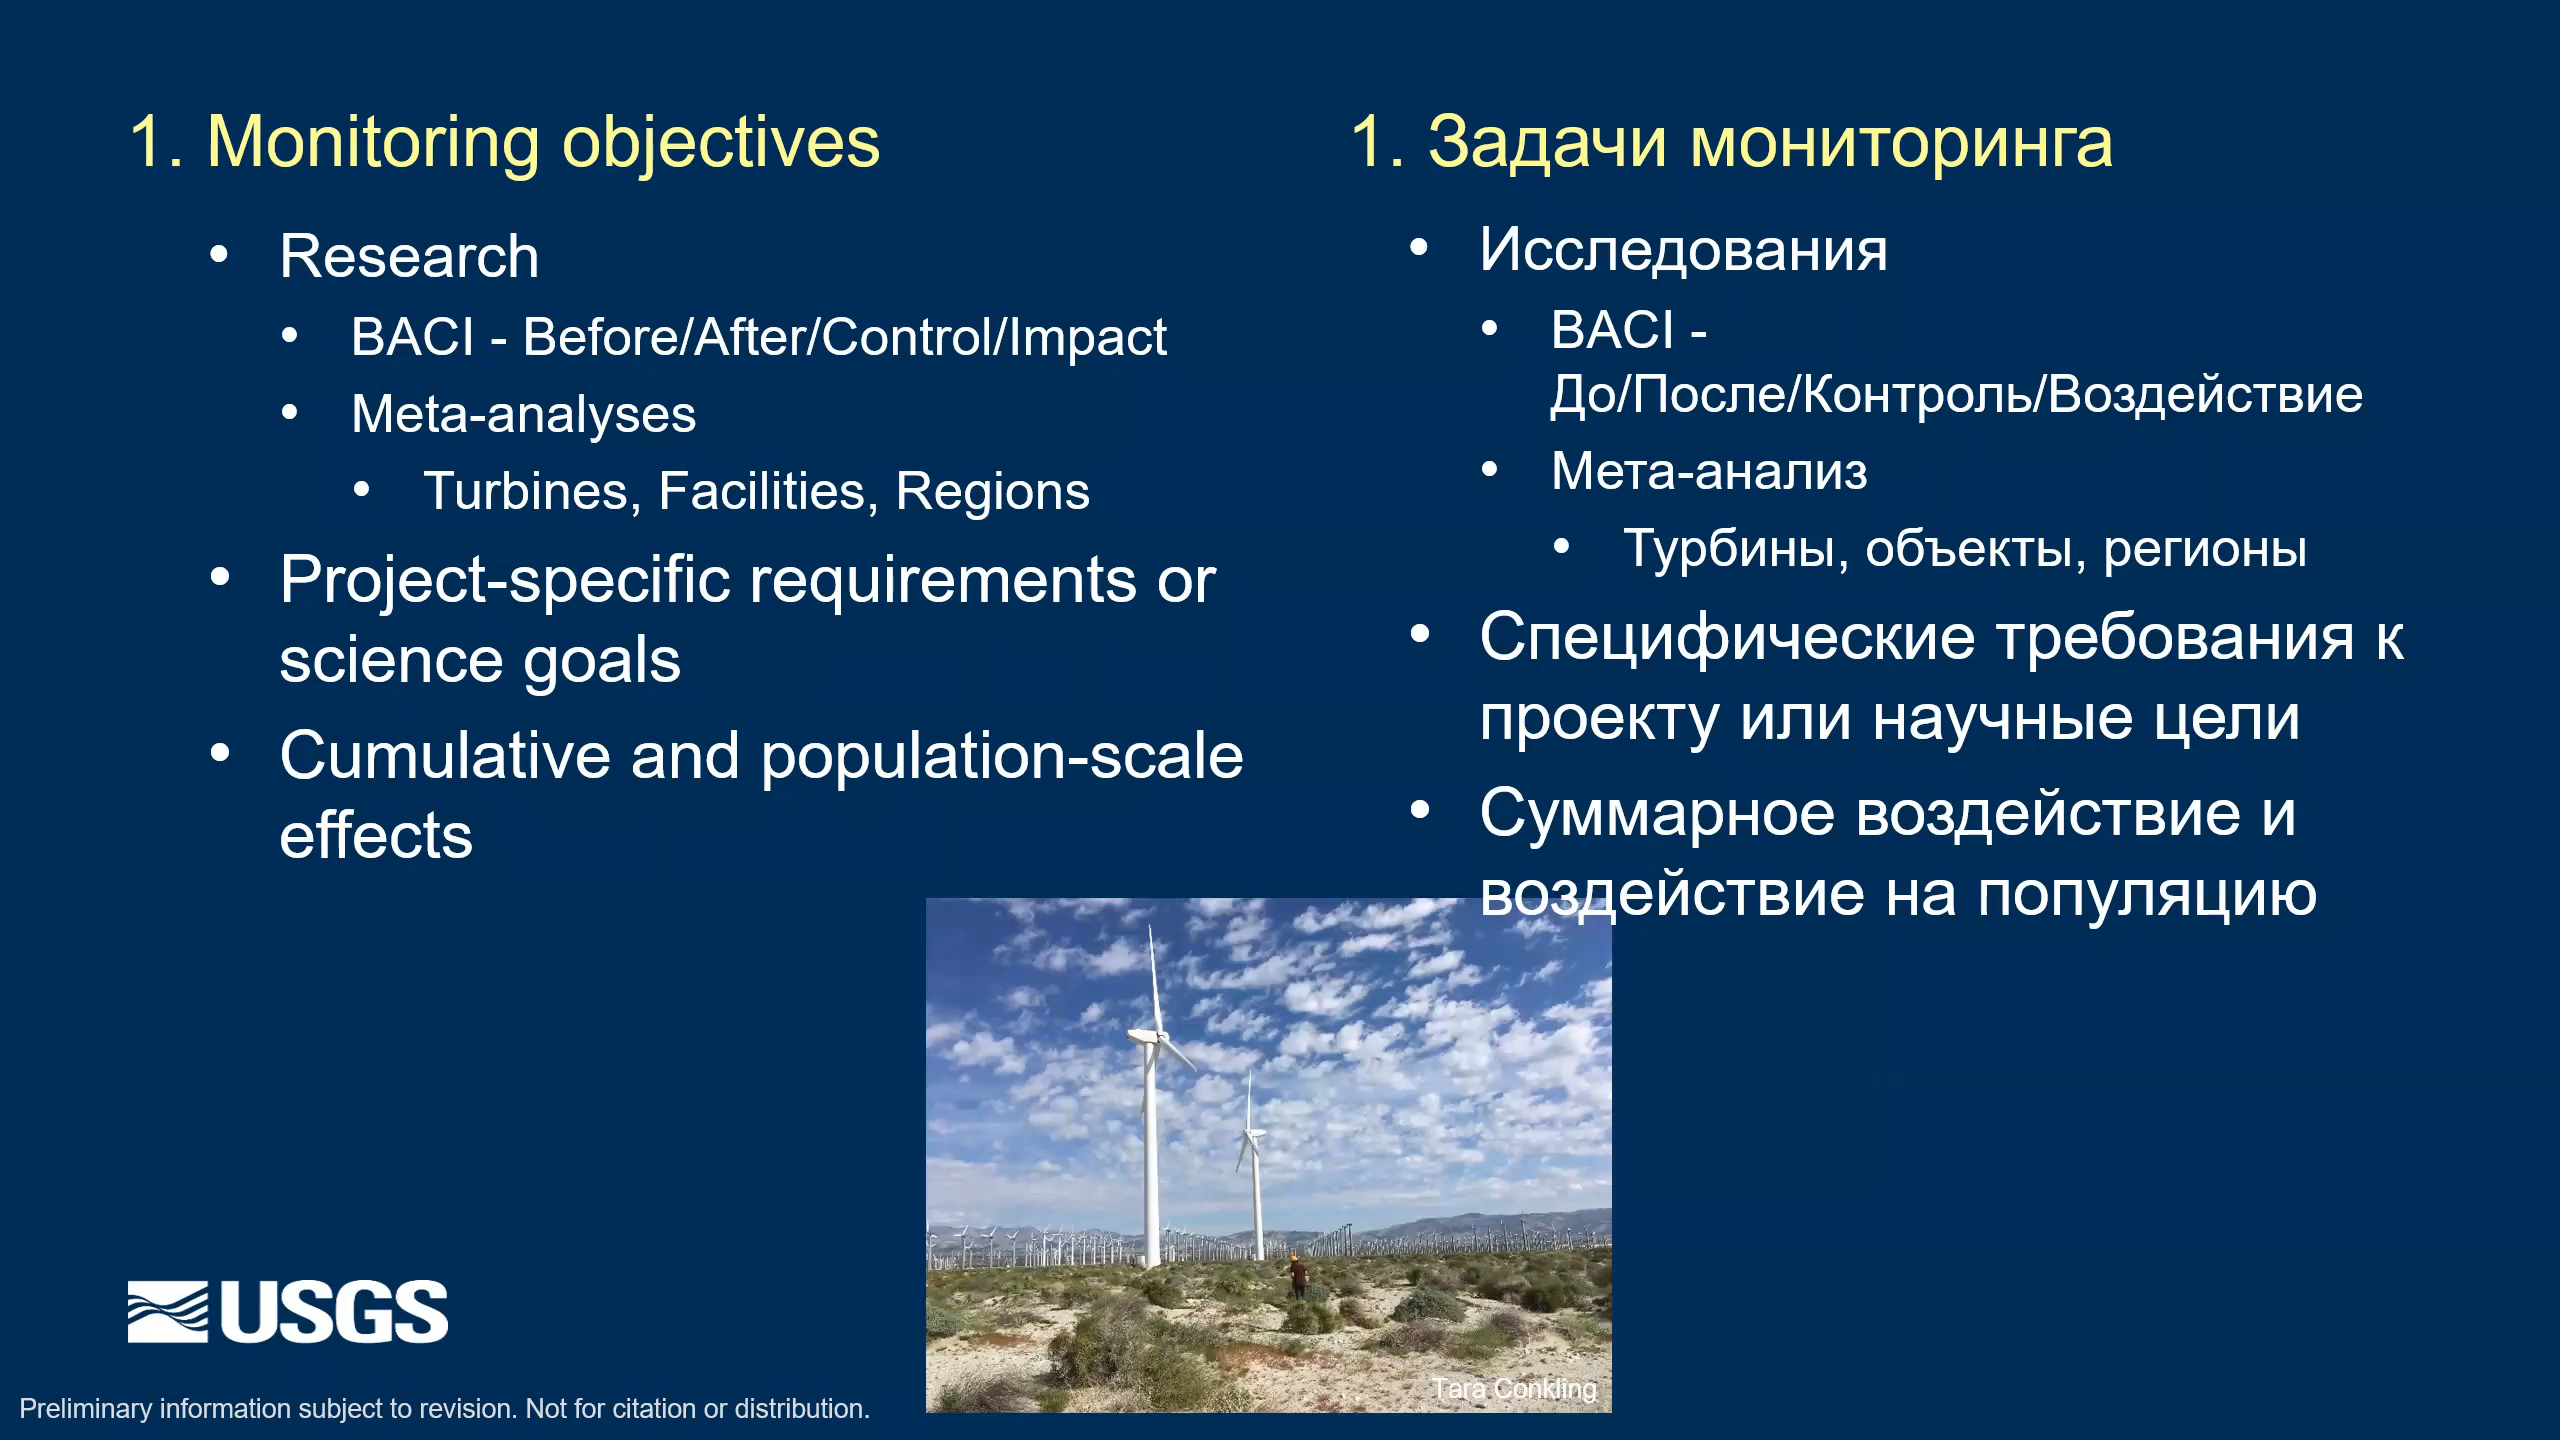 1. Monitoring objectives
• Research
• BACI - Before/After/Control/Impact
• Meta-analyses
• Turbines, Facilities, Regions
• Project-specific requirements or
science goals
• Cumulative and population-scale
effects
1. Задачи мониторинга
• Исследования
• BACI -
До/После/Контроль/Воздействие
• Мета-анализ
• Турбины, объекты, регионы
• Специфические требования к
проекту или научные цели
• Суммарное воздействие и
воздействие на популяцию
Tara Conkling
USGS
Preliminary information subject to revision. Not for citation or distribution.